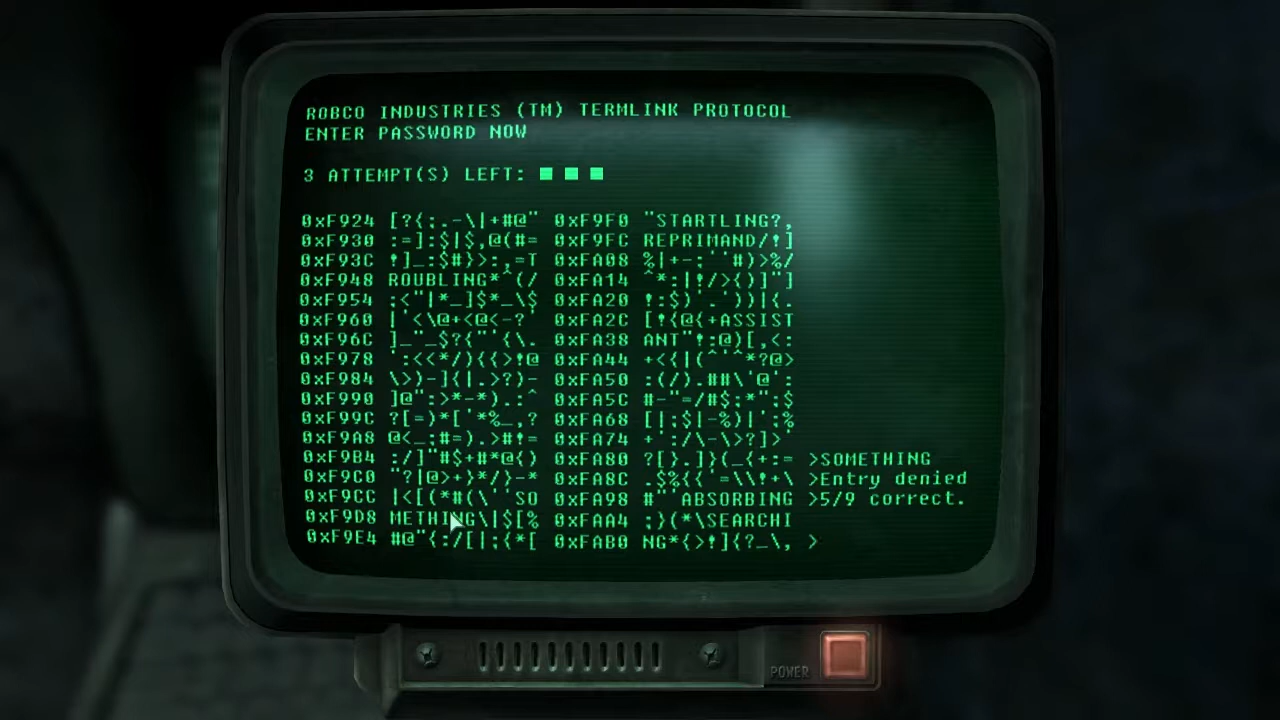 ROBCO INDUSTRIES (TM) TERMLINK PROTOCOL
ENTER PASSWORD NOW
3 ATTEMPT(S) LEFT: ■ ■ ■
0xF924 [?{;.-\|+#@" 0xF9F0 "STARTLING?,
0xF930 :=]:$|$,@(#= 0xF9FC REPRIMAND/!]
0xF93C !]_:$#}>:,=T 0xFA08 %|+-;''#)>%/
0xF948 ROUBLING*^(/ 0xFA14 ^*:|!/>{)]"]
0xF954 ;<"|*_]$*_\$ 0xFA20 !:$)'.'))|{.
0xF960 |'<\@+<@<-?' 0xFA2C [!{@{+ASSIST
0xF96C ]_"_$?{"'{\. 0xFA38 ANT"!:@)[,<:
0xF978 ':<<*/){{>!@ 0xFA44 +<{|(^'^*?@>
0xF984 \>)-]{|.>?)- 0xFA50 :(/).##\'@':
0xF990 ]@":>*-*).:^ 0xFA5C #-"=/#$;*":$
0xF99C ?[=)*['*%_,? 0xFA68 [|;$|-%)|';%
0xF9A8 @<_;#=).>#!= 0xFA74 +':/\-\>?]>'
0xF9B4 :/]"#$+#*@{) 0xFA80 ?[}.]}(_{+:= >SOMETHING
0xF9C0 "?|@>+}*/}-* 0xFA8C .$%{{'=\\!+\ >Entry denied
0xF9CC |<[(*#(\''SO 0xFA98 #"'ABSORBING >5/9 correct.
0xF9D8 METHING\|$[% 0xFAA4 ;}(*\SEARCHI
0xF9E4 #@"{:/[|;{*[ 0xFAB0 NG*{>!]{?_\, >
POWER